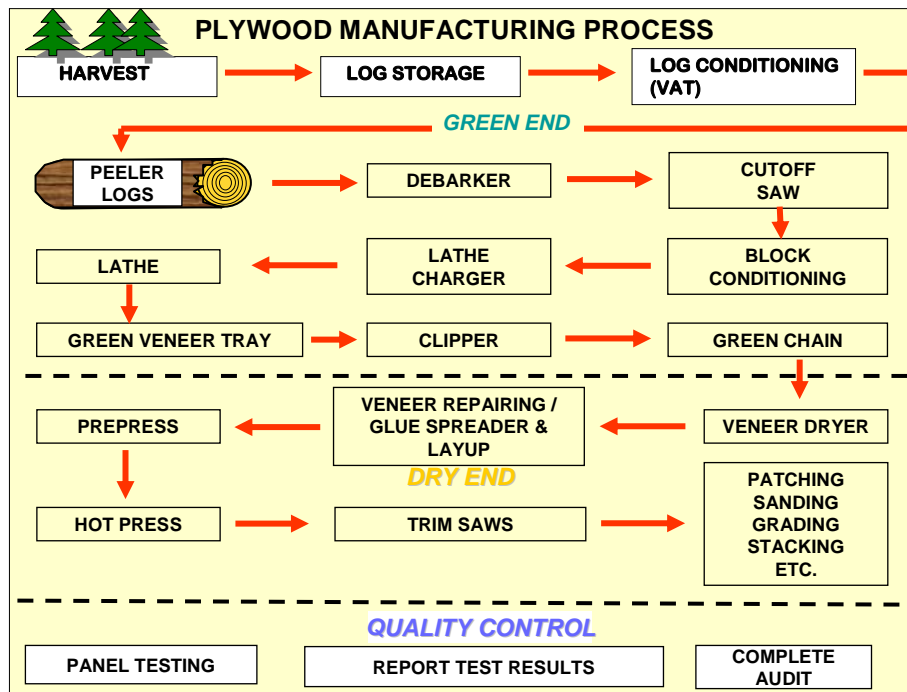 PLYWOOD MANUFACTURING PROCESS
HARVEST
LOG STORAGE
LOG CONDITIONING
(VAT)
GREEN END
PEELER
LOGS
DEBARKER
CUTOFF
SAW
LATHE
LATHE
CHARGER
BLOCK
CONDITIONING
GREEN VENEER TRAY
CLIPPER
GREEN CHAIN
PREPRESS
VENEER REPAIRING /
GLUE SPREADER &
LAYUP
VENEER DRYER
DRY END
HOT PRESS
TRIM SAWS
PATCHING
SANDING
GRADING
STACKING
ETC.
QUALITY CONTROL
PANEL TESTING
REPORT TEST RESULTS
COMPLETE
AUDIT